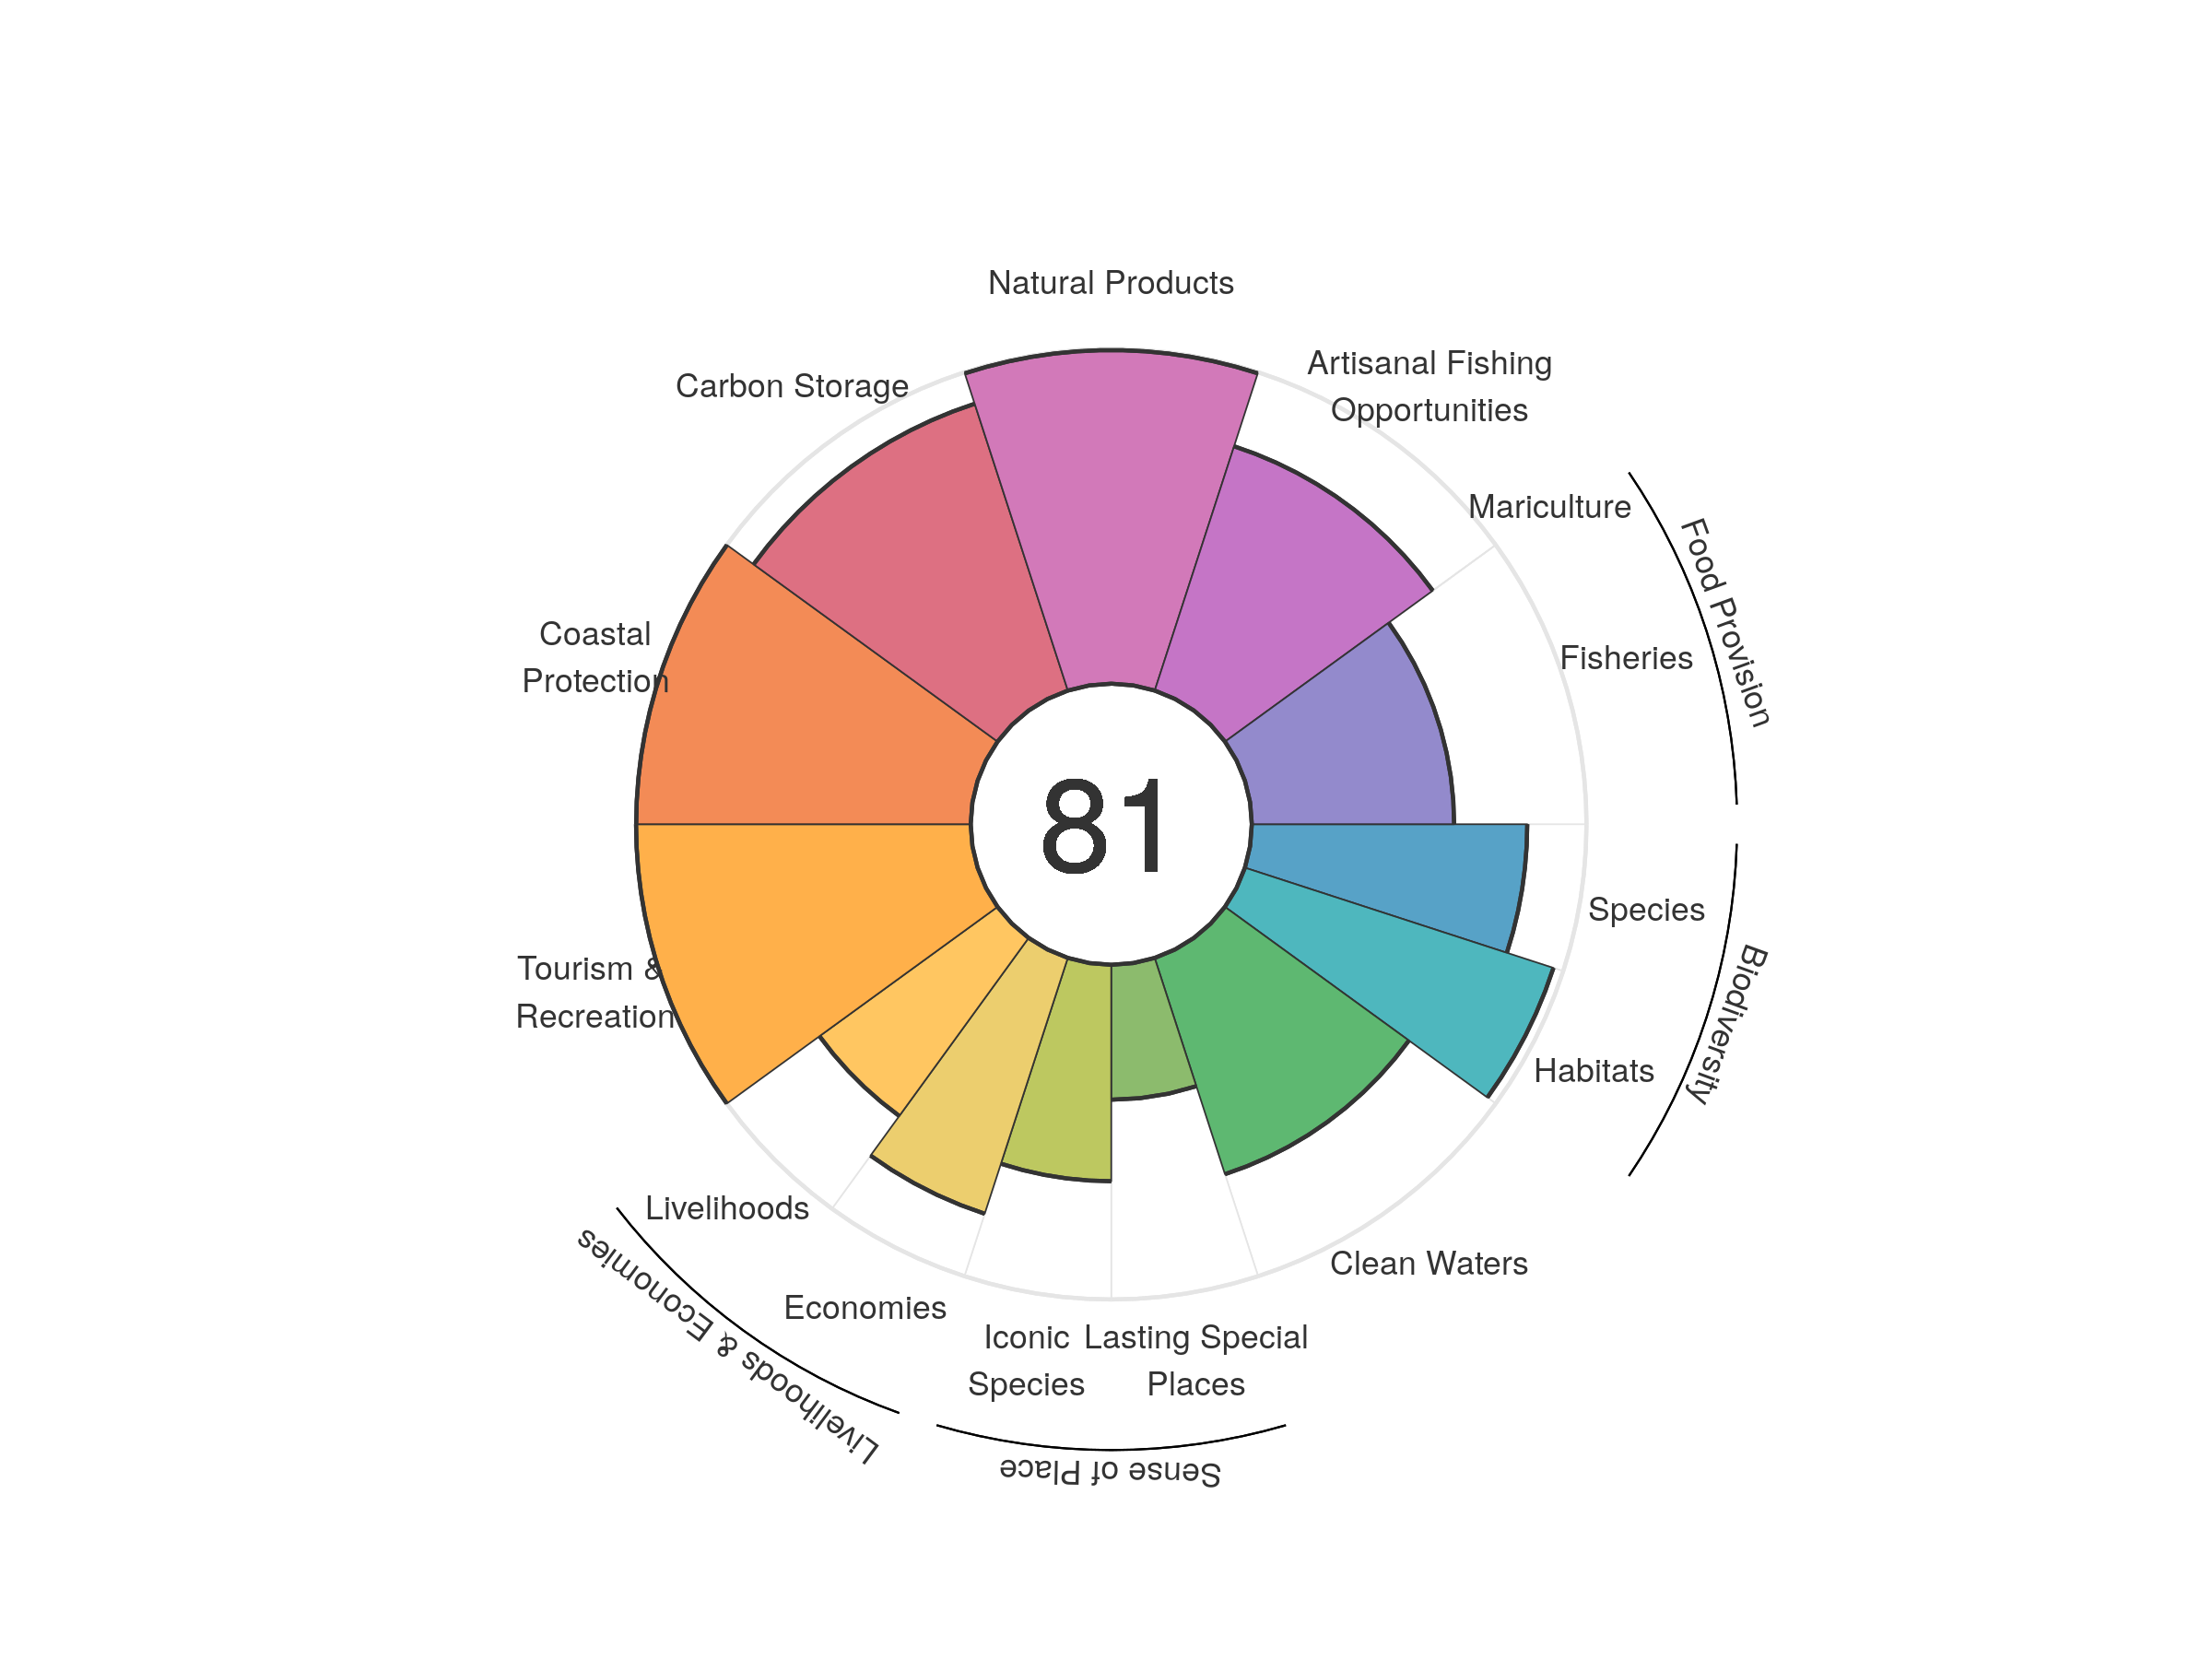 Natural Products
Artisanal Fishing
Opportunities
Carbon Storage
Mariculture
Food Provision
Fisheries
Coastal
Protection
81
Species
Biodiversity
Tourism &
Recreation
Habitats
Livelihoods
Clean Waters
Livelihoods & Economies
Economies
Iconic
Species
Lasting Special
Places
Sense of Place